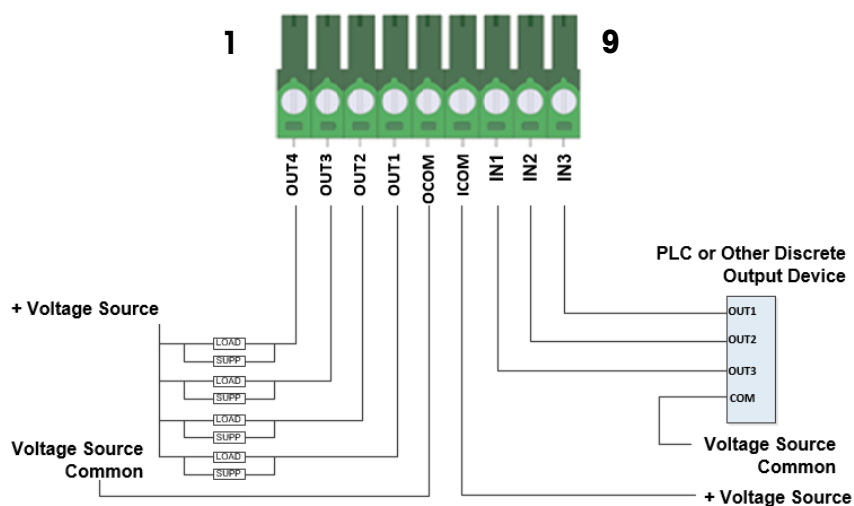 1
9
OUT4
OUT3
OUT2
OUT1
OCOM
ICOM
IN1
IN2
IN3
PLC or Other Discrete
Output Device
+ Voltage Source
OUT1
OUT2
OUT3
COM
LOAD
SUPP
LOAD
SUPP
LOAD
SUPP
LOAD
SUPP
Voltage Source
Common
Voltage Source
Common
+ Voltage Source